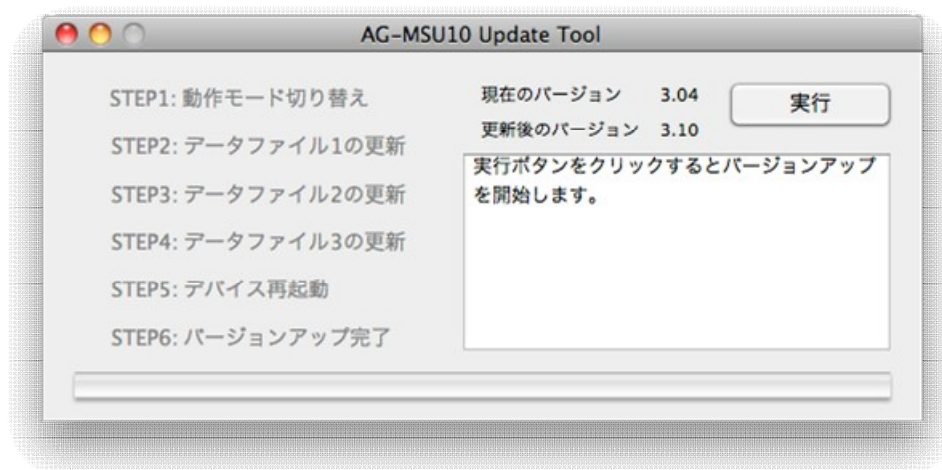 AG-MSU10 Update Tool
STEP1: 動作モード切り替え
STEP2: データファイル1の更新
STEP3: データファイル2の更新
STEP4: データファイル3の更新
STEP5: デバイス再起動
STEP6: バージョンアップ完了
現在のバージョン 3.04
更新後のバージョン 3.10
実行
実行ボタンをクリックするとバージョンアップ
を開始します。